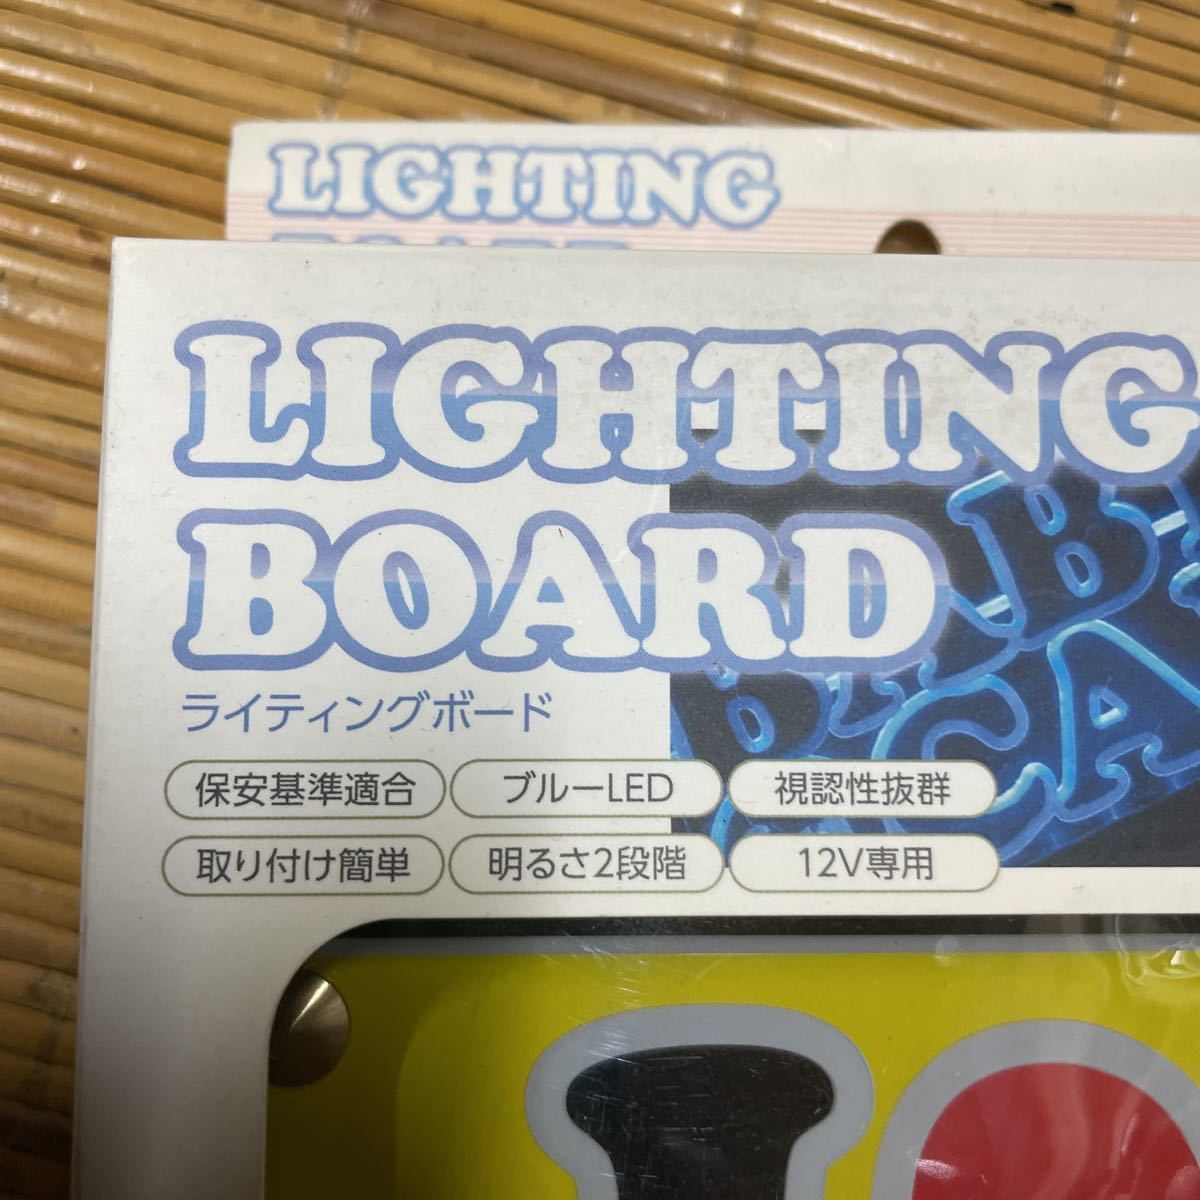 LIGHTING
LIGHTING
BOARD
ライティングボード
保安基準適合 ブルーLED 視認性抜群
取り付け簡単 明るさ2段階 12V専用